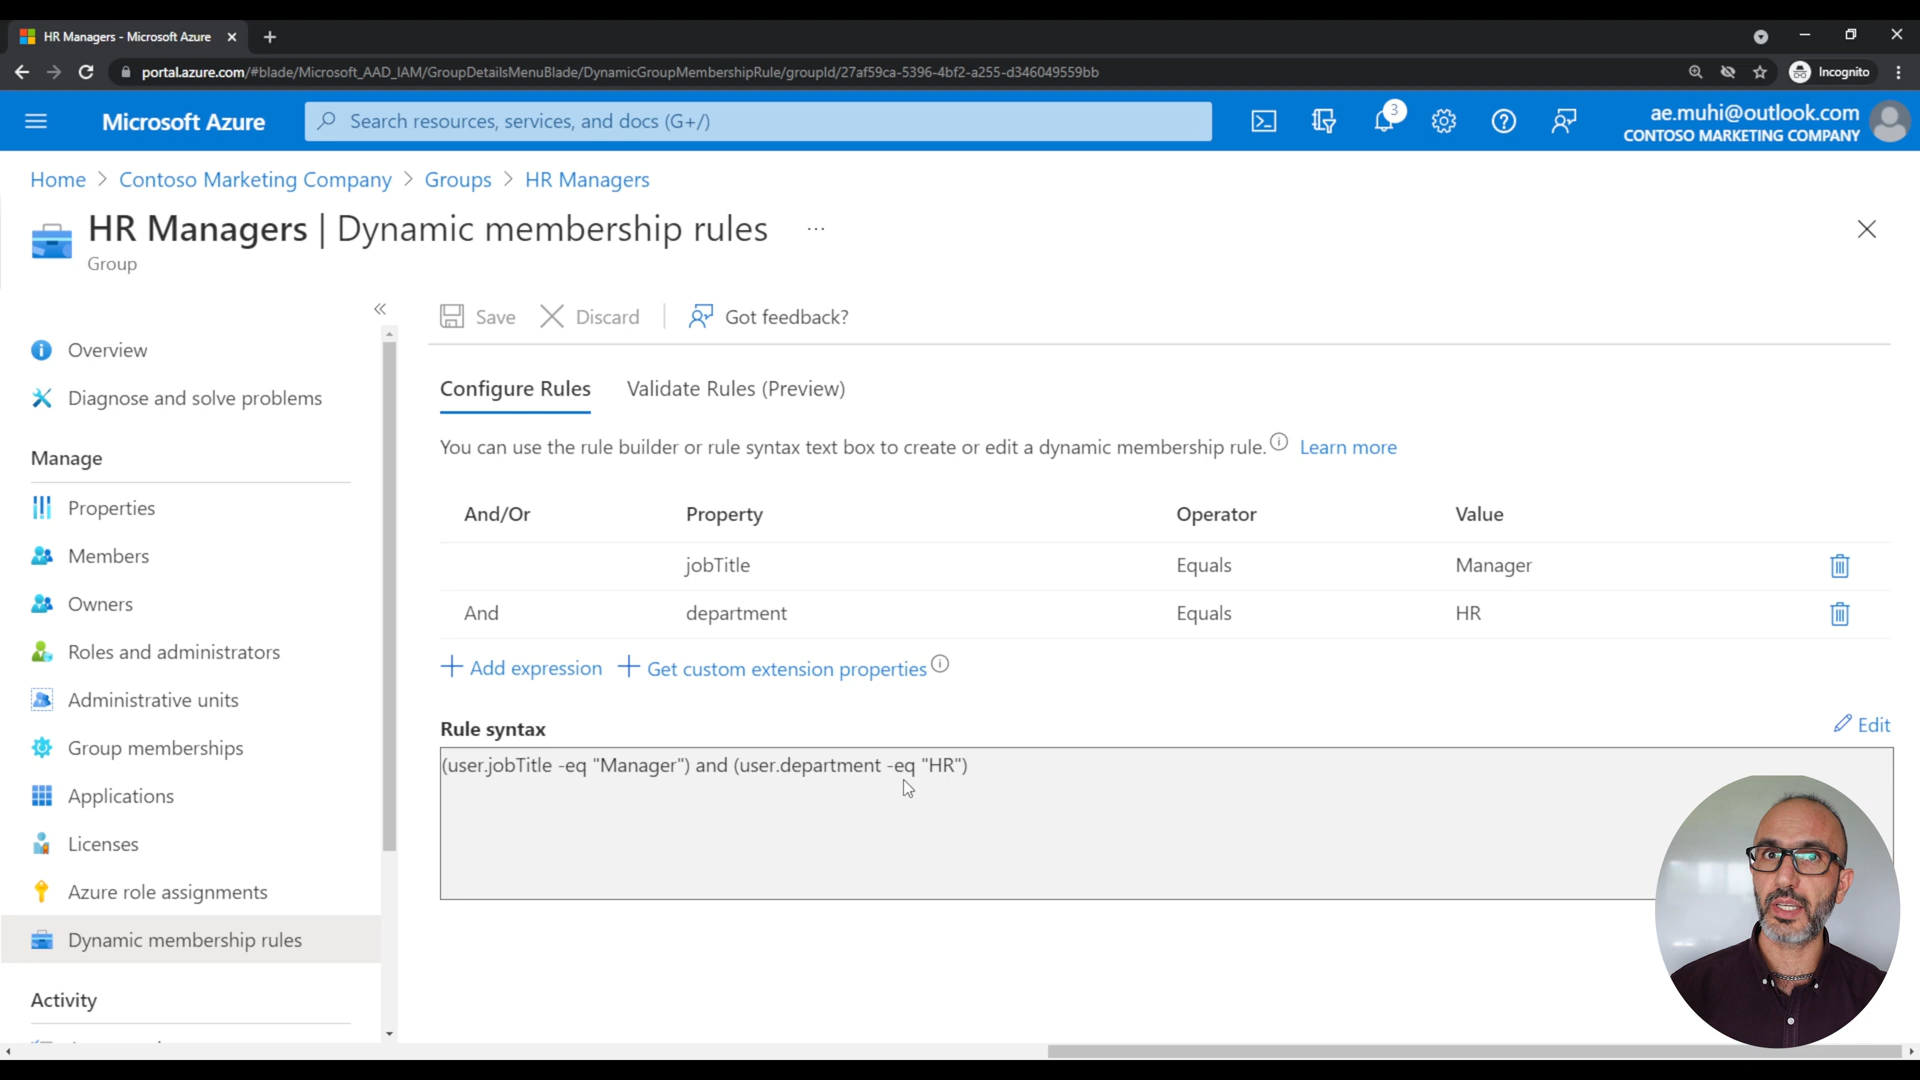 HR Managers - Microsoft Azure
portal.azure.com/#blade/Microsoft_AAD_IAM/GroupDetailsMenuBlade/DynamicGroupMembershipRule/groupId/27af59ca-5396-4bf2-a255-d346049559bb
Incognito
Microsoft Azure
Search resources, services, and docs (G+/)
3
ae.muhi@outlook.com
CONTOSO MARKETING COMPANY
Home > Contoso Marketing Company > Groups > HR Managers
HR Managers | Dynamic membership rules ...
Group
Save
Discard
Got feedback?
Overview
Diagnose and solve problems
Manage
Properties
Members
Owners
Roles and administrators
Administrative units
Group memberships
Applications
Licenses
Azure role assignments
Dynamic membership rules
Activity
Configure Rules
Validate Rules (Preview)
You can use the rule builder or rule syntax text box to create or edit a dynamic membership rule. Learn more
And/Or Property Operator Value
jobTitle Equals Manager
And department Equals HR
+ Add expression + Get custom extension properties
Rule syntax
Edit
(user.jobTitle -eq "Manager") and (user.department -eq "HR")